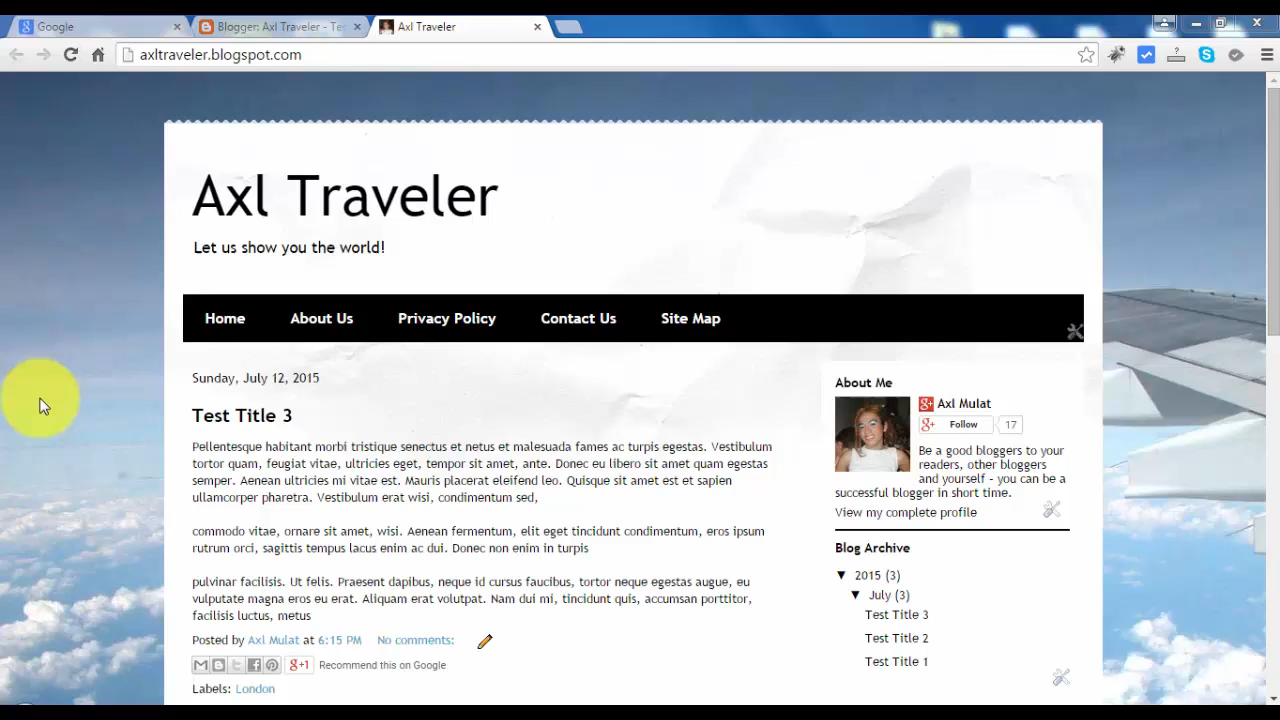 Google
Blogger: Axl Traveler - Te
Axl Traveler
axltraveler.blogspot.com
Axl Traveler
Let us show you the world!
Home About Us Privacy Policy Contact Us Site Map
Sunday, July 12, 2015
Test Title 3
Pellentesque habitant morbi tristique senectus et netus et malesuada fames ac turpis egestas. Vestibulum
tortor quam, feugiat vitae, ultricies eget, tempor sit amet, ante. Donec eu libero sit amet quam egestas
semper. Aenean ultricies mi vitae est. Mauris placerat eleifend leo. Quisque sit amet est et sapien
ullamcorper pharetra. Vestibulum erat wisi, condimentum sed,
commodo vitae, ornare sit amet, wisi. Aenean fermentum, elit eget tincidunt condimentum, eros ipsum
rutrum orci, sagittis tempus lacus enim ac dui. Donec non enim in turpis
pulvinar facilisis. Ut felis. Praesent dapibus, neque id cursus faucibus, tortor neque egestas augue, eu
vulputate magna eros eu erat. Aliquam erat volutpat. Nam dui mi, tincidunt quis, accumsan porttitor,
facilisis luctus, metus
Posted by Axl Mulat at 6:15 PM No comments:
g+1 Recommend this on Google
Labels: London
About Me
g+ Axl Mulat
g+ Follow 17
Be a good bloggers to your
readers, other bloggers
and yourself - you can be a
successful blogger in short time.
View my complete profile
Blog Archive
▼ 2015 (3)
▼ July (3)
Test Title 3
Test Title 2
Test Title 1